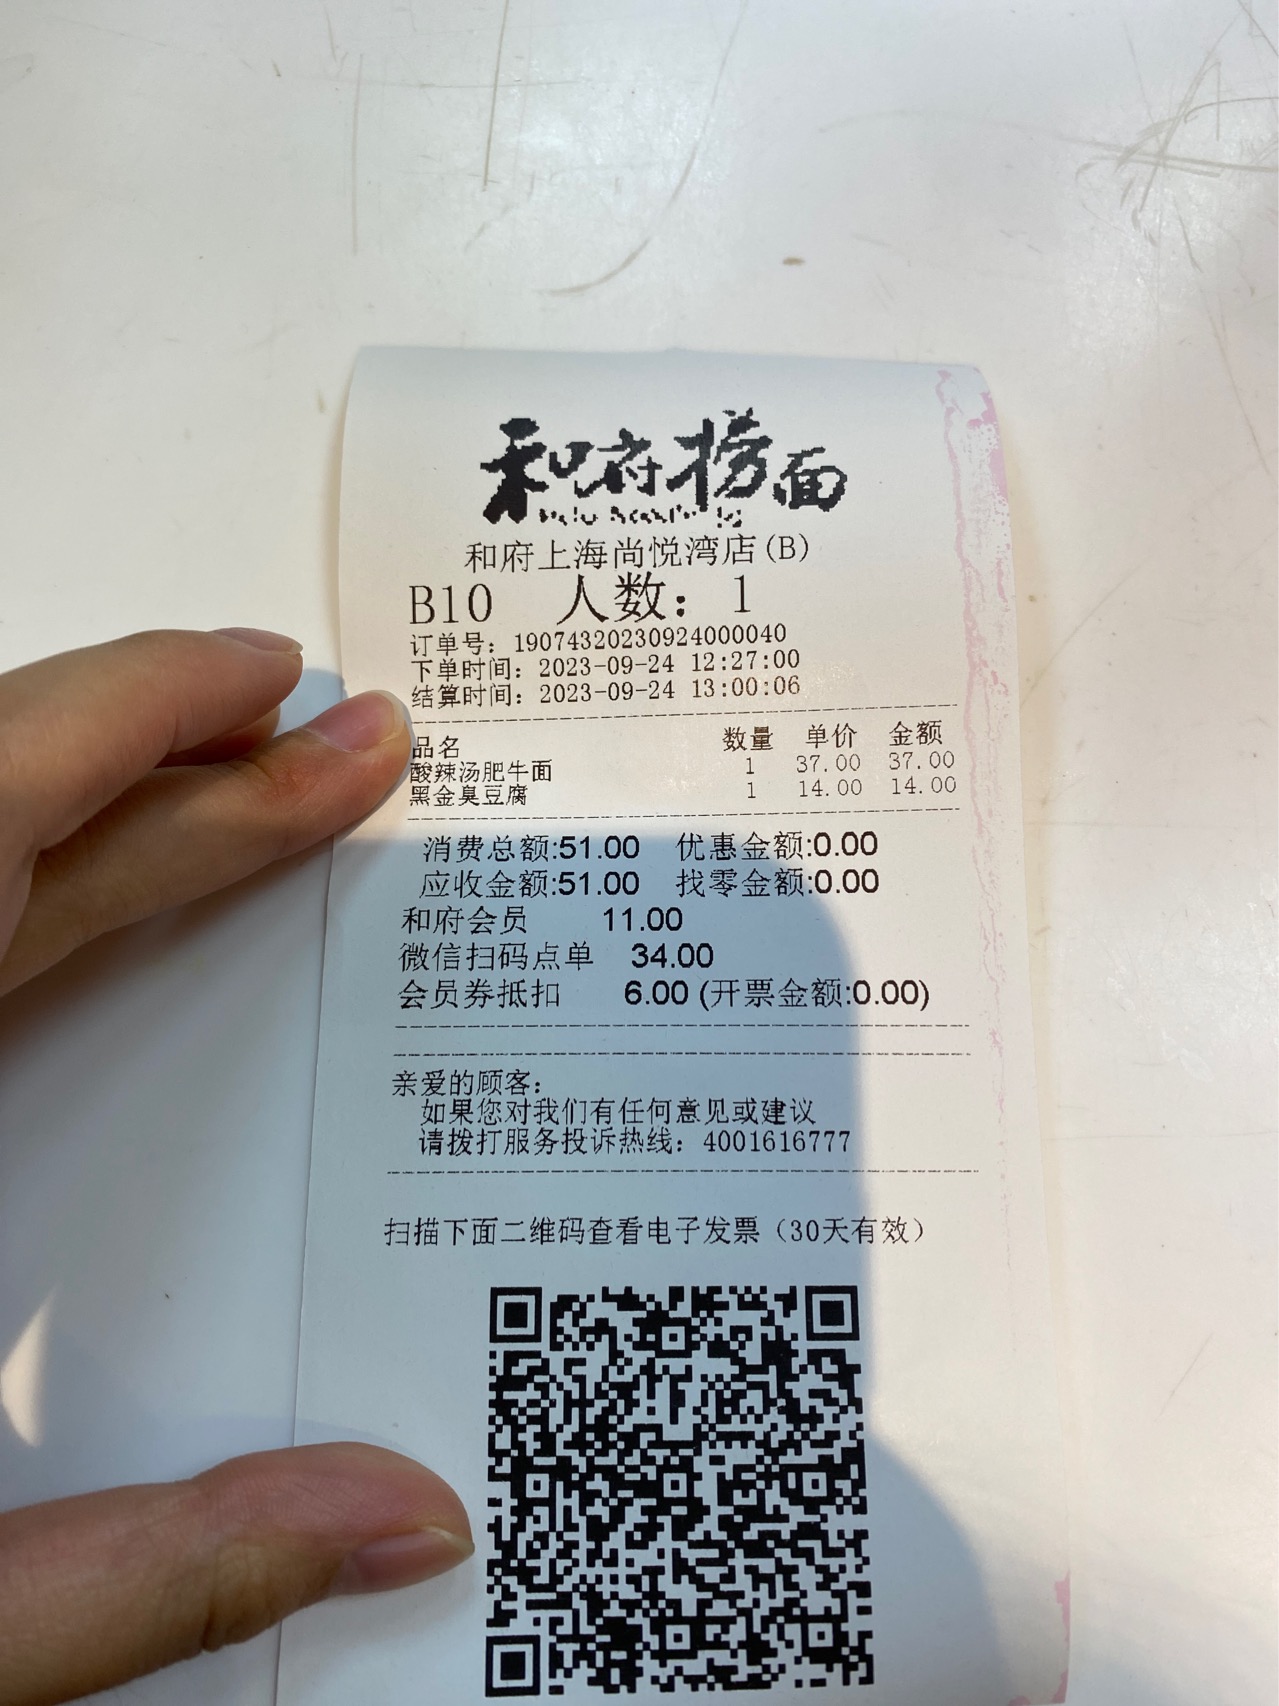 和府捞面
和府上海尚悦湾店(B)
B10 人数：1
订单号：19074320230924000040
下单时间：2023-09-24 12:27:00
结算时间：2023-09-24 13:00:06
品名 数量 单价 金额
酸辣汤肥牛面 1 37.00 37.00
黑金臭豆腐 1 14.00 14.00
消费总额:51.00 优惠金额:0.00
应收金额:51.00 找零金额:0.00
和府会员 11.00
微信扫码点单 34.00
会员券抵扣 6.00 (开票金额:0.00)
亲爱的顾客：
如果您对我们有任何意见或建议
请拨打服务投诉热线：4001616777
扫描下面二维码查看电子发票（30天有效）